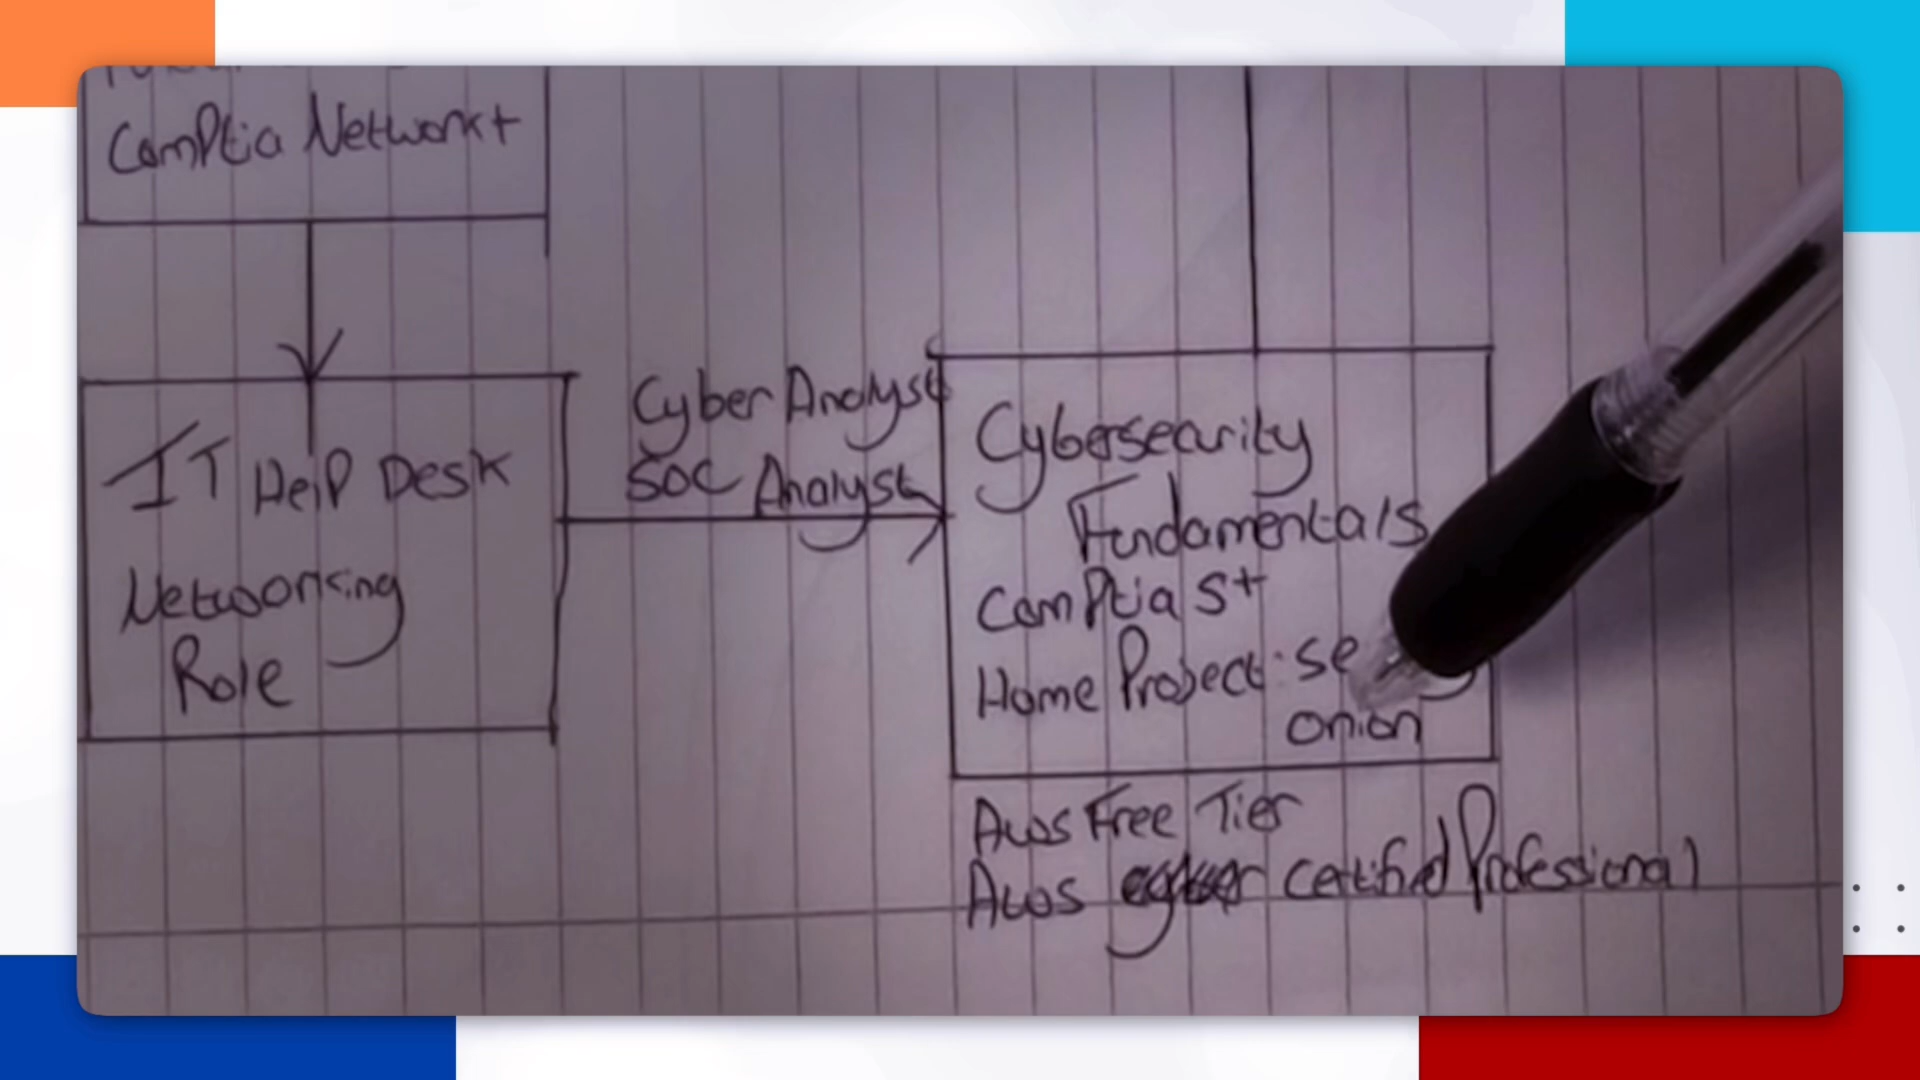 Comptia Network+
IT Help Desk
Networking
Role
Cyber Analyst
SOC Analyst
Cybersecurity
Fundamentals
Comptia S+
Home Project: Se
onion
Aws Free Tier
Aws certified Professional